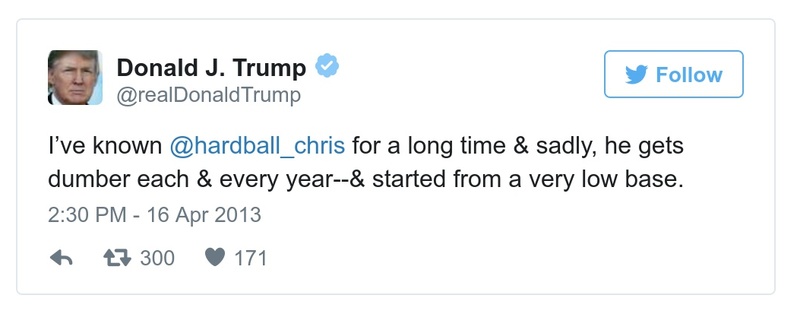 Donald J. Trump
@realDonaldTrump
Follow
I've known @hardball_chris for a long time & sadly, he gets
dumber each & every year--& started from a very low base.
2:30 PM - 16 Apr 2013
300 171